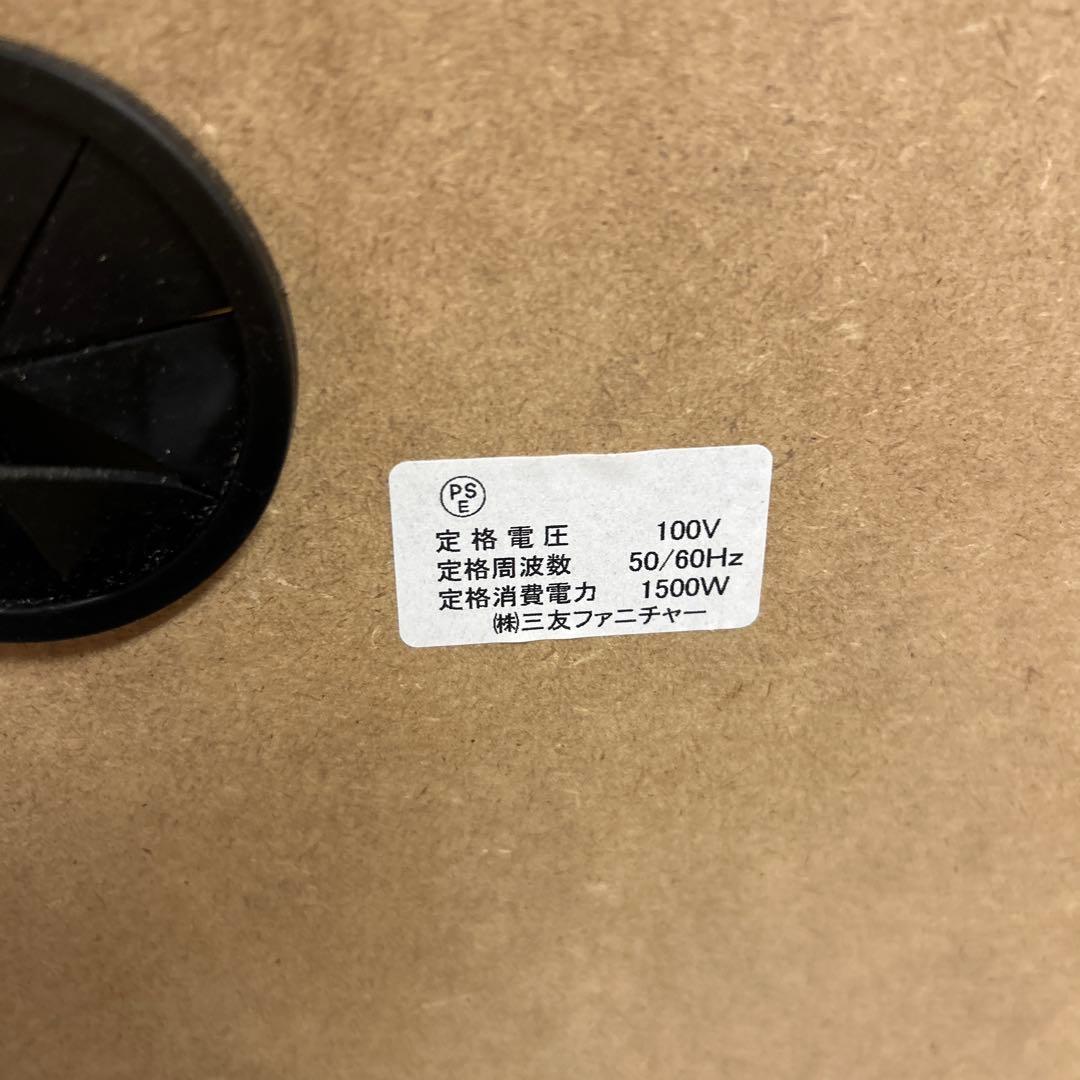 PS
E
定格電圧 100V
定格周波数 50/60Hz
定格消費電力 1500W
㈱三友ファニチャー